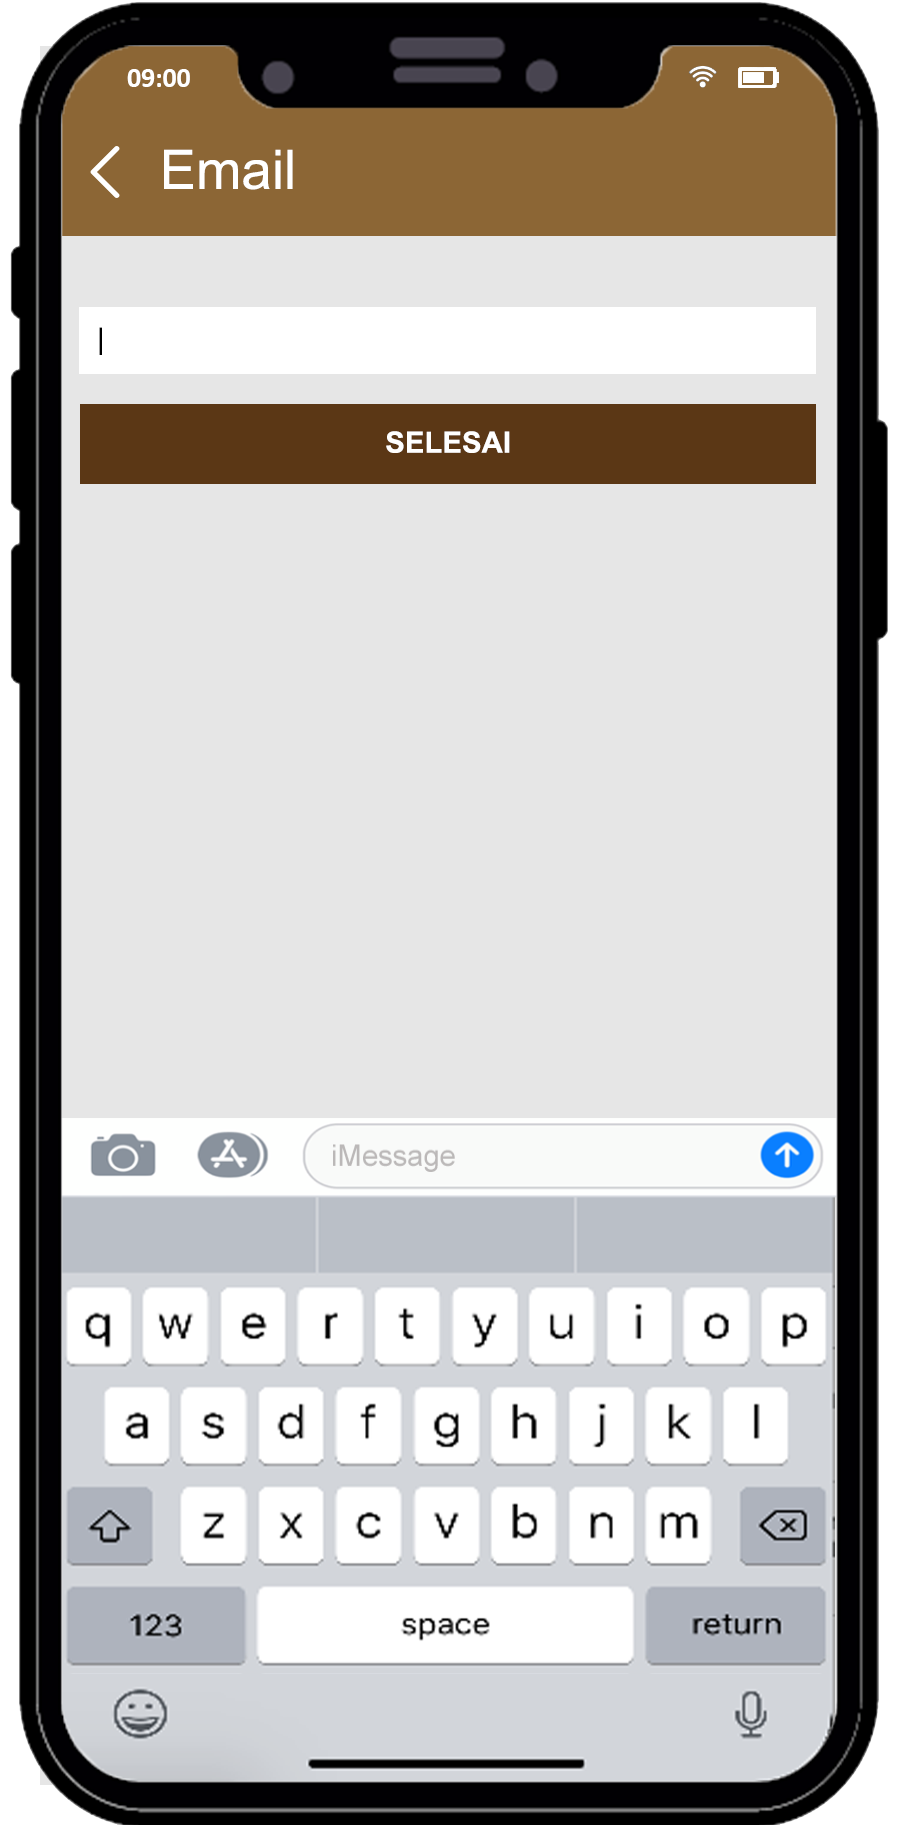 09:00
Email
SELESAI
iMessage
q w e r t y u i o p
a s d f g h j k l
z x c v b n m
123 space return